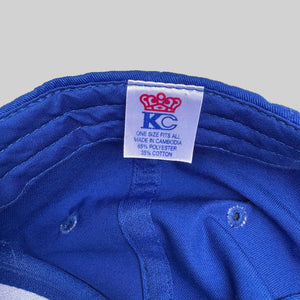 KC
ONE SIZE FITS ALL
MADE IN CAMBODIA
65% POLYESTER
35% COTTON